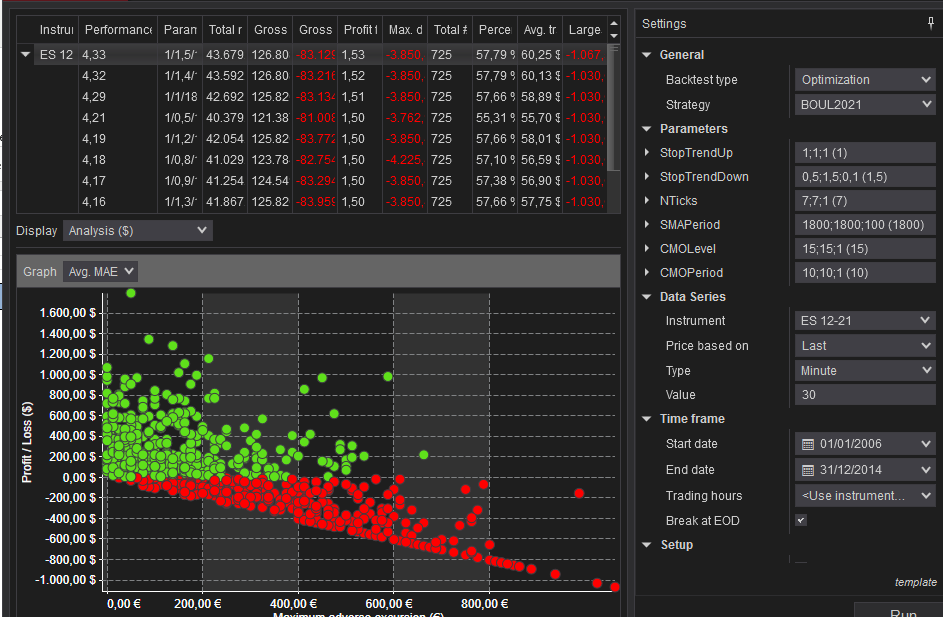 Instrui Performance Param Total r Gross Gross Profit f Max. d Total # Perce Avg. tr Large
ES 12 4,33 1/1,5/ 43.679 126.80 -83.129 1,53 -3.850, 725 57,79 % 60,25 $ -1.067,
4,32 1/1,4/ 43.592 126.80 -83.216 1,52 -3.850, 725 57,79 % 60,13 $ -1.030,
4,29 1/1/18 42.692 125.82 -83.134 1,51 -3.850, 725 57,66 % 58,89 $ -1.030,
4,21 1/0,5/ 40.379 121.38 -81.008 1,50 -3.762, 725 55,31 % 55,70 $ -1.030,
4,19 1/1,2/ 42.054 125.82 -83.772 1,50 -3.850, 725 57,66 % 58,01 $ -1.030,
4,18 1/0,8/ 41.029 123.78 -82.754 1,50 -4.225, 725 57,10 % 56,59 $ -1.030,
4,17 1/0,9/ 41.254 124.54 -83.294 1,50 -3.850, 725 57,38 % 56,90 $ -1.030,
4,16 1/1,3/ 41.867 125.82 -83.959 1,50 -3.850, 725 57,66 % 57,75 $ -1.030,
Display Analysis ($)
Graph Avg. MAE
Profit / Loss ($)
1.600,00 $
1.400,00 $
1.200,00 $
1.000,00 $
800,00 $
600,00 $
400,00 $
200,00 $
0,00 $
-200,00 $
-400,00 $
-600,00 $
-800,00 $
-1.000,00 $
0,00 € 200,00 € 400,00 € 600,00 € 800,00 €
Maximum adverse excursion (€)
Settings
General
Backtest type Optimization
Strategy BOUL2021
Parameters
StopTrendUp 1;1;1 (1)
StopTrendDown 0,5;1,5;0,1 (1,5)
NTicks 7;7;1 (7)
SMAPeriod 1800;1800;100 (1800)
CMOLevel 15;15;1 (15)
CMOPeriod 10;10;1 (10)
Data Series
Instrument ES 12-21
Price based on Last
Type Minute
Value 30
Time frame
Start date 01/01/2006
End date 31/12/2014
Trading hours <Use instrument...
Break at EOD
Setup
template
Run